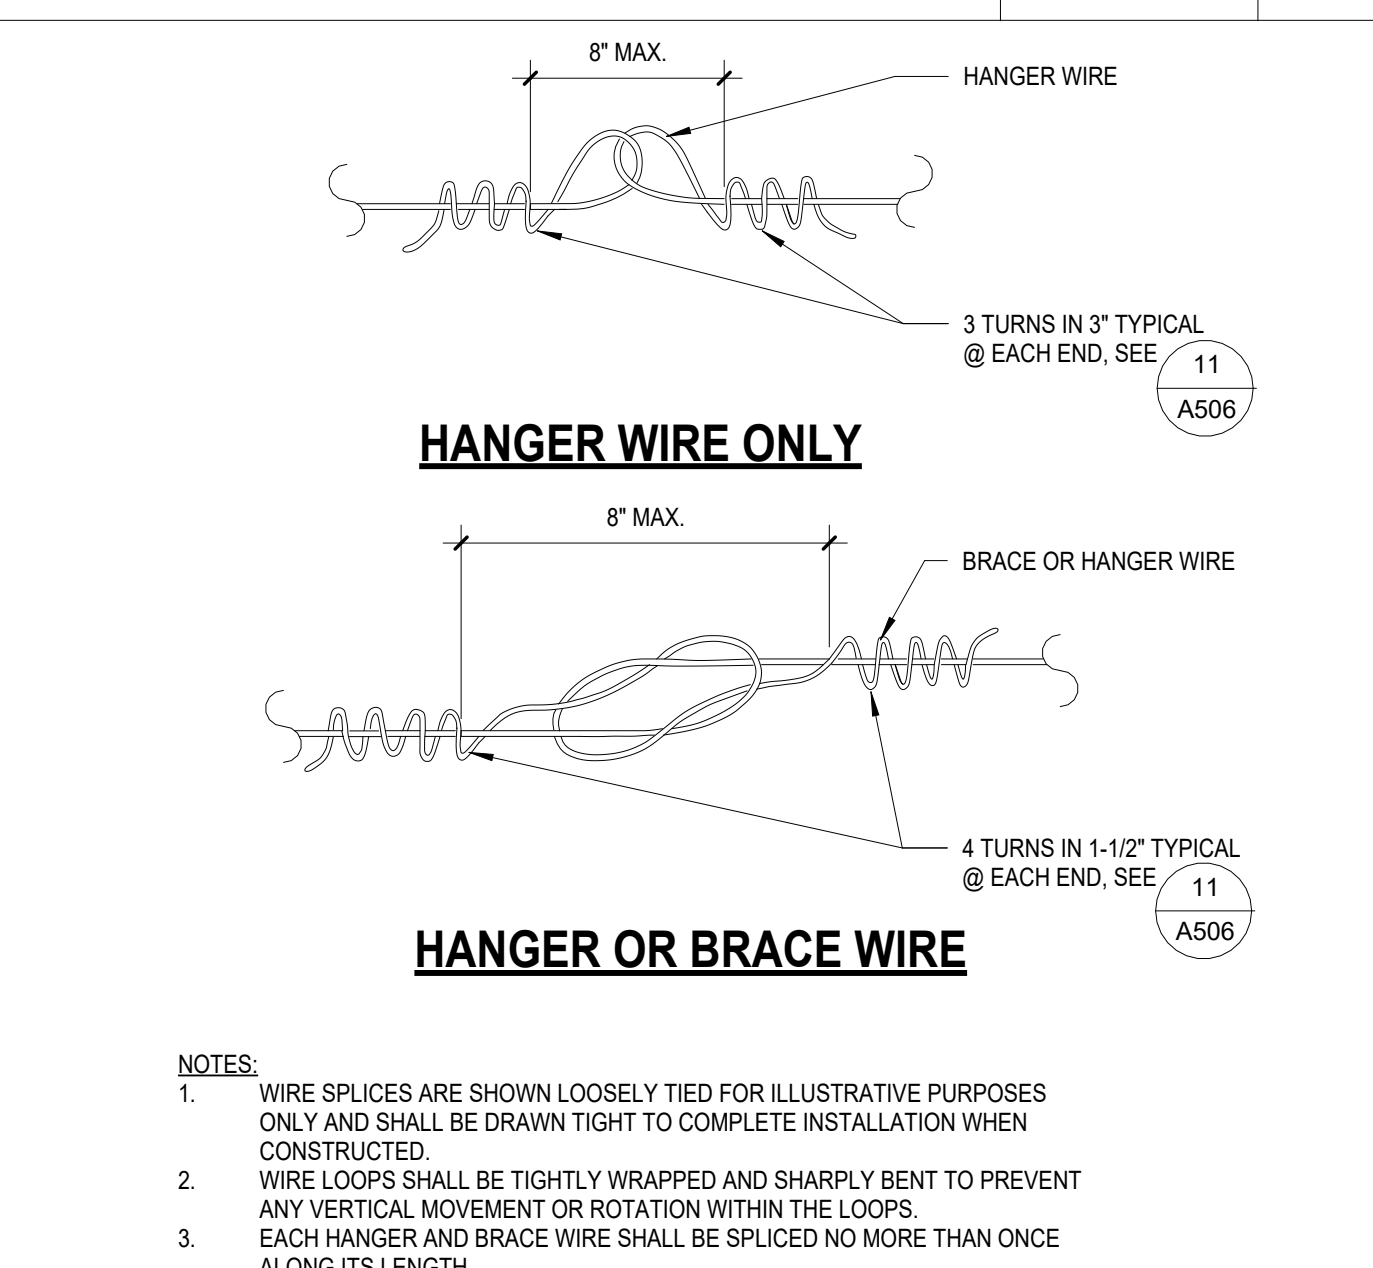 8" MAX.
HANGER WIRE
3 TURNS IN 3" TYPICAL
@ EACH END, SEE
11
A506
HANGER WIRE ONLY
8" MAX.
BRACE OR HANGER WIRE
4 TURNS IN 1-1/2" TYPICAL
@ EACH END, SEE
11
A506
HANGER OR BRACE WIRE
NOTES:
1. WIRE SPLICES ARE SHOWN LOOSELY TIED FOR ILLUSTRATIVE PURPOSES
ONLY AND SHALL BE DRAWN TIGHT TO COMPLETE INSTALLATION WHEN
CONSTRUCTED.
2. WIRE LOOPS SHALL BE TIGHTLY WRAPPED AND SHARPLY BENT TO PREVENT
ANY VERTICAL MOVEMENT OR ROTATION WITHIN THE LOOPS.
3. EACH HANGER AND BRACE WIRE SHALL BE SPLICED NO MORE THAN ONCE
ALONG ITS LENGTH